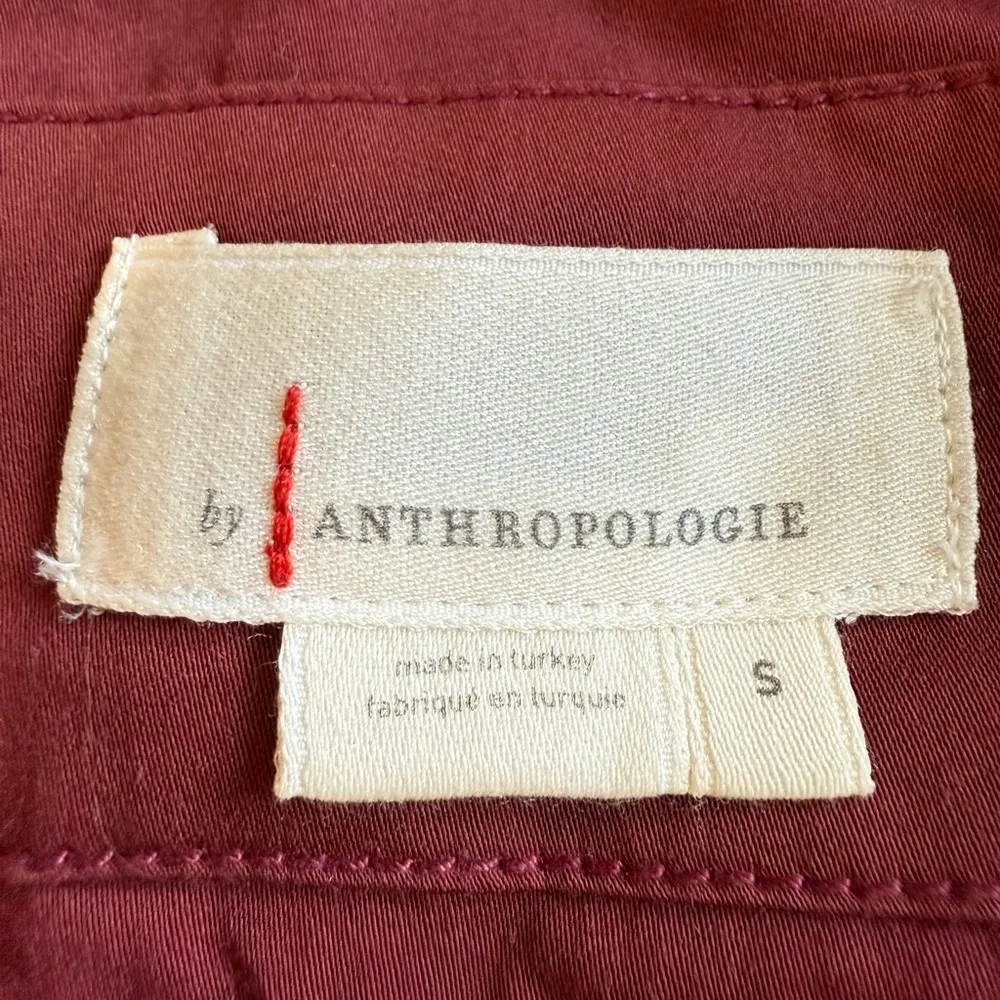 by ANTHROPOLOGIE
made in turkey
fabriqué en turquie
S